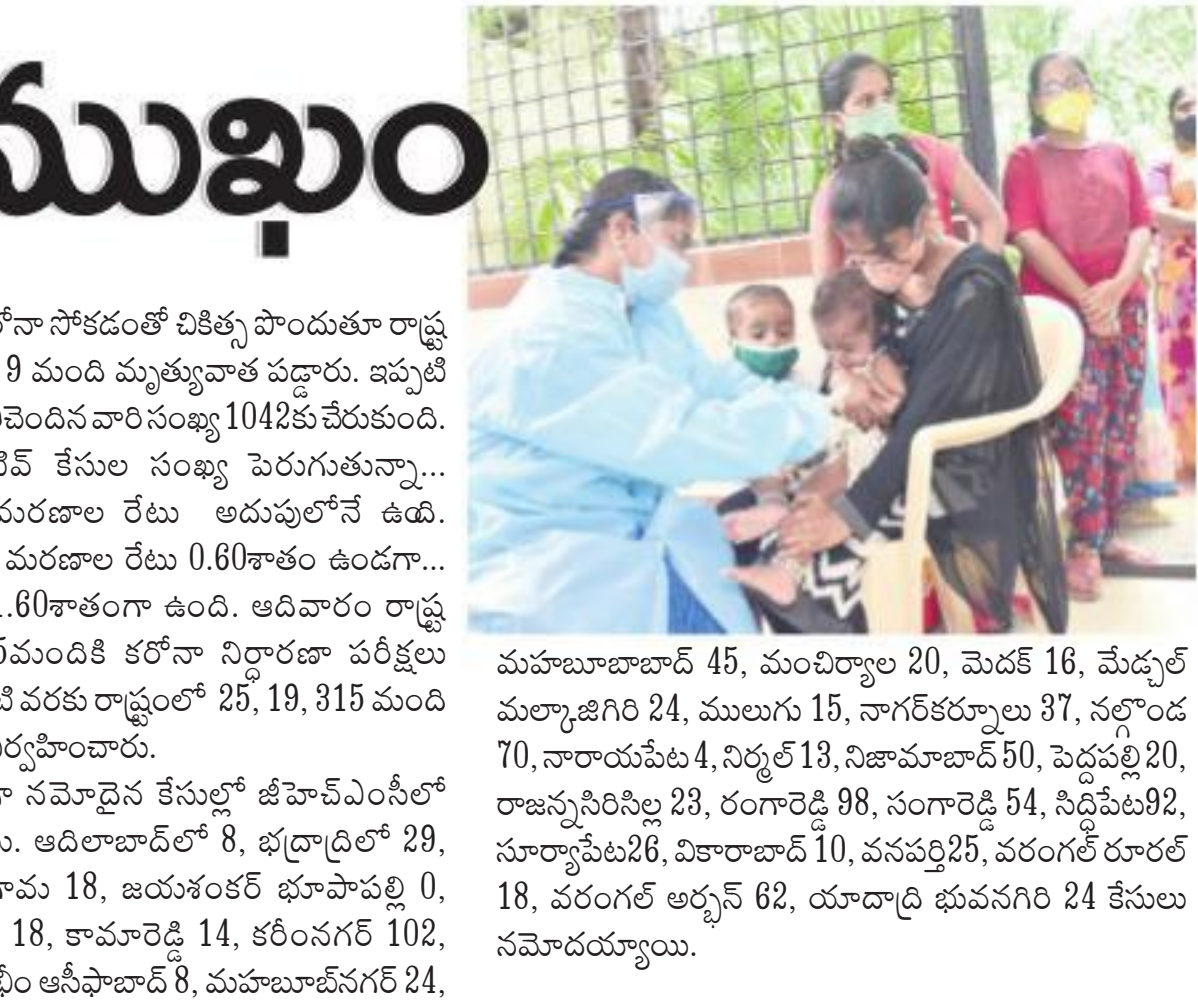 ముఖం
సోకడంతో చికిత్స పొందుతూ రాష్ట్ర
9 మంది మృత్యువాత పడ్డారు. ఇప్పటి
వారి సంఖ్య 1042కు చేరుకుంది.
కేసుల సంఖ్య పెరుగుతున్నా...
మరణాల రేటు అదుపులోనే ఉంది.
మరణాల రేటు 0.60శాతం ఉండగా...
.60శాతంగా ఉంది. ఆదివారం రాష్ట్ర
5మందికి కరోనా నిర్ధారణా పరీక్షలు
వరకు రాష్ట్రంలో 25, 19, 315 మంది
ర్వహించారు.
నమోదైన కేసుల్లో జీహెచ్ఎంసీలో
ఆదిలాబాద్‌లో 8, భద్రాద్రిలో 29,
18, జయశంకర్ భూపాపల్లి 0,
18, కామారెడ్డి 14, కరీంనగర్ 102,
ఆసీఫాబాద్ 8, మహబూబ్‌నగర్ 24,
మహబూబాబాద్ 45, మంచిర్యాల 20, మెదక్ 16, మేడ్చల్
మల్కాజిగిరి 24, ములుగు 15, నాగర్‌కర్నూలు 37, నల్గొండ
70, నారాయపేట 4, నిర్మల్ 13, నిజామాబాద్ 50, పెద్దపల్లి 20,
రాజన్నసిరిసిల్ల 23, రంగారెడ్డి 98, సంగారెడ్డి 54, సిద్ధిపేట92,
సూర్యాపేట26, వికారాబాద్ 10, వనపర్తి25, వరంగల్ రూరల్
18, వరంగల్ అర్బన్ 62, యాదాద్రి భువనగిరి 24 కేసులు
నమోదయ్యాయి.